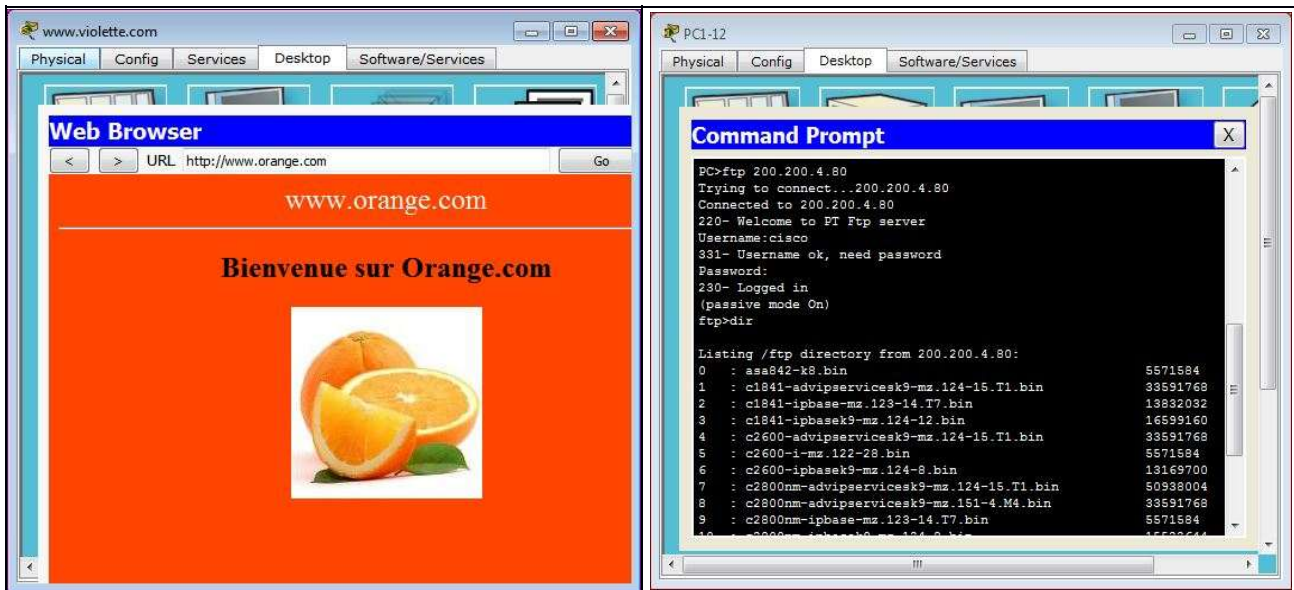 www.violette.com
Physical Config Services Desktop Software/Services
Web Browser
< > URL http://www.orange.com Go
www.orange.com
Bienvenue sur Orange.com
PC1-12
Physical Config Desktop Software/Services
Command Prompt X
PC>ftp 200.200.4.80
Trying to connect...200.200.4.80
Connected to 200.200.4.80
220- Welcome to PT Ftp server
Username:cisco
331- Username ok, need password
Password:
230- Logged in
(passive mode On)
ftp>dir
Listing /ftp directory from 200.200.4.80:
0 : asa842-k8.bin 5571584
1 : c1841-advipservicesk9-mz.124-15.T1.bin 33591768
2 : c1841-ipbase-mz.123-14.T7.bin 13832032
3 : c1841-ipbasek9-mz.124-12.bin 16599160
4 : c2600-advipservicesk9-mz.124-15.T1.bin 33591768
5 : c2600-i-mz.122-28.bin 5571584
6 : c2600-ipbasek9-mz.124-8.bin 13169700
7 : c2800nm-advipservicesk9-mz.124-15.T1.bin 50938004
8 : c2800nm-advipservicesk9-mz.151-4.M4.bin 33591768
9 : c2800nm-ipbase-mz.123-14.T7.bin 5571584